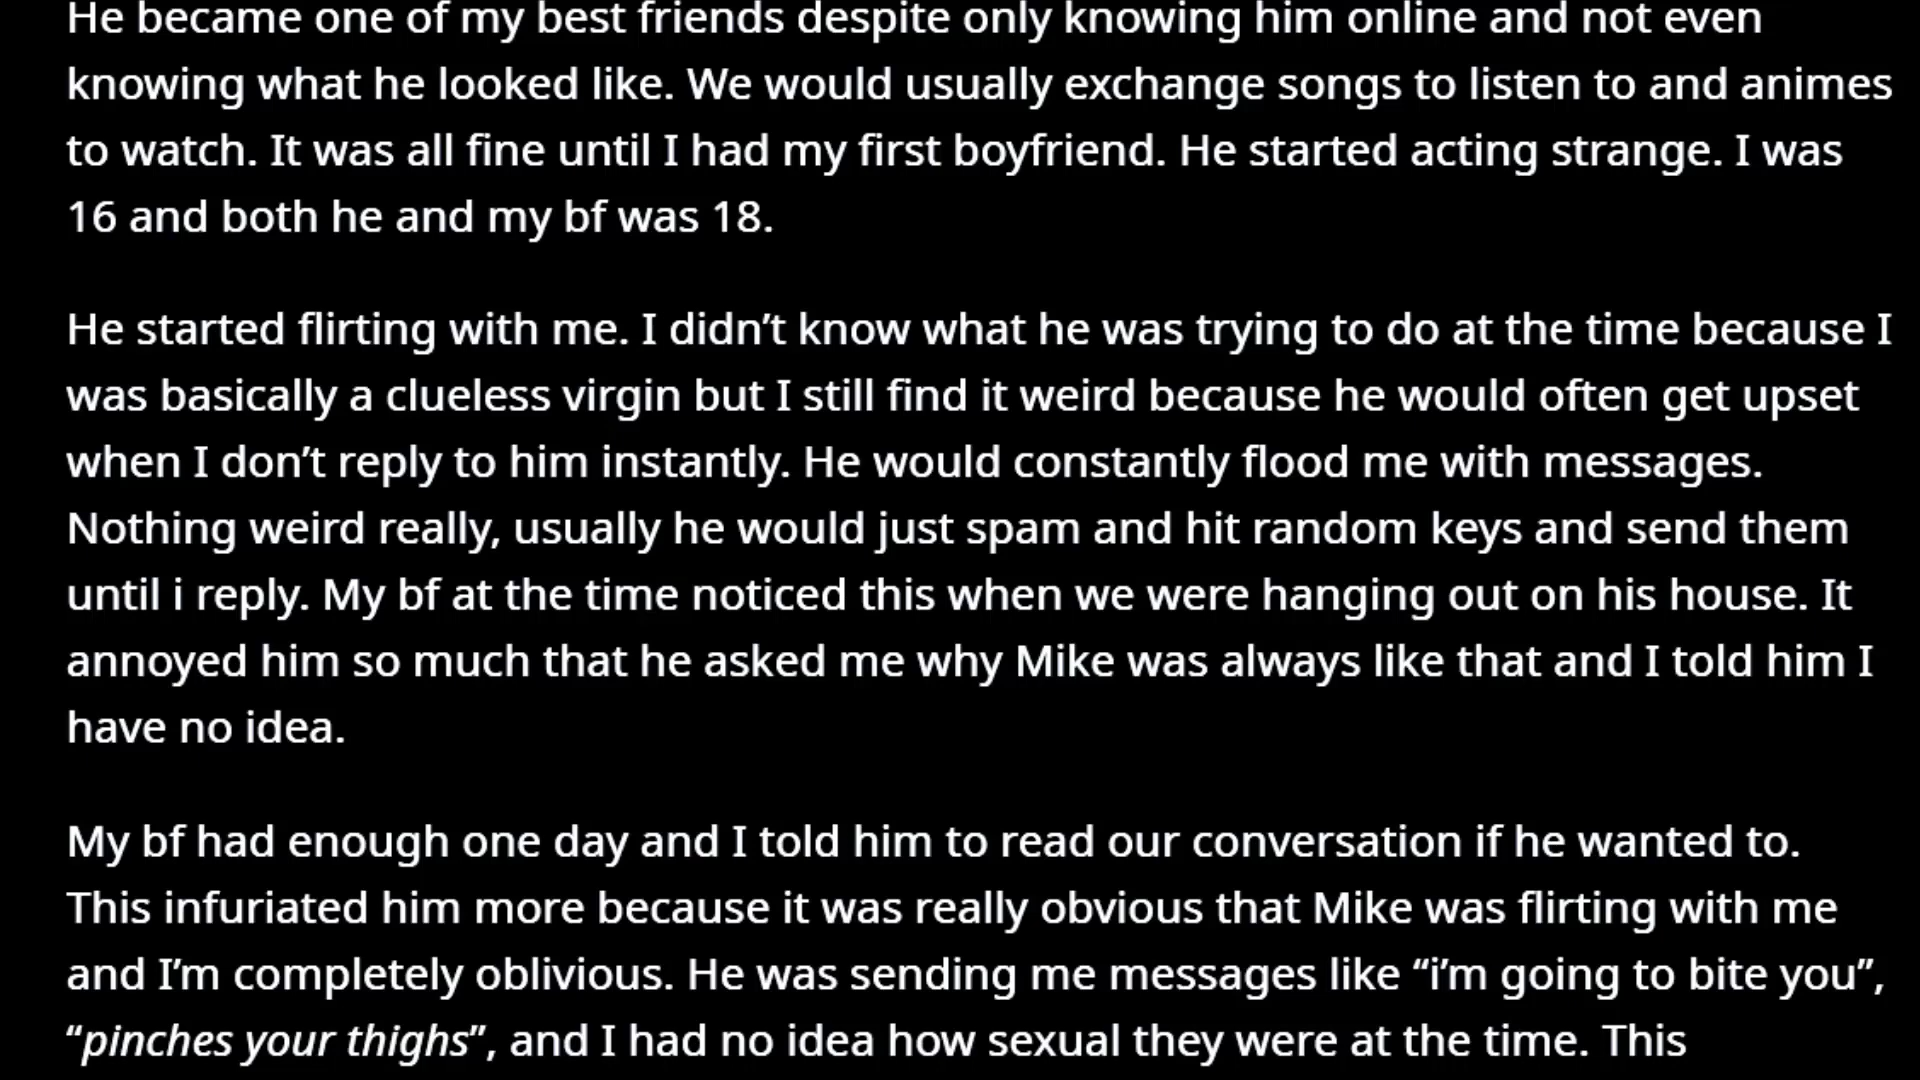 He became one of my best friends despite only knowing him online and not even
knowing what he looked like. We would usually exchange songs to listen to and animes
to watch. It was all fine until I had my first boyfriend. He started acting strange. I was
16 and both he and my bf was 18.
He started flirting with me. I didn’t know what he was trying to do at the time because I
was basically a clueless virgin but I still find it weird because he would often get upset
when I don’t reply to him instantly. He would constantly flood me with messages.
Nothing weird really, usually he would just spam and hit random keys and send them
until i reply. My bf at the time noticed this when we were hanging out on his house. It
annoyed him so much that he asked me why Mike was always like that and I told him I
have no idea.
My bf had enough one day and I told him to read our conversation if he wanted to.
This infuriated him more because it was really obvious that Mike was flirting with me
and I’m completely oblivious. He was sending me messages like “i’m going to bite you”,
“pinches your thighs”, and I had no idea how sexual they were at the time. This